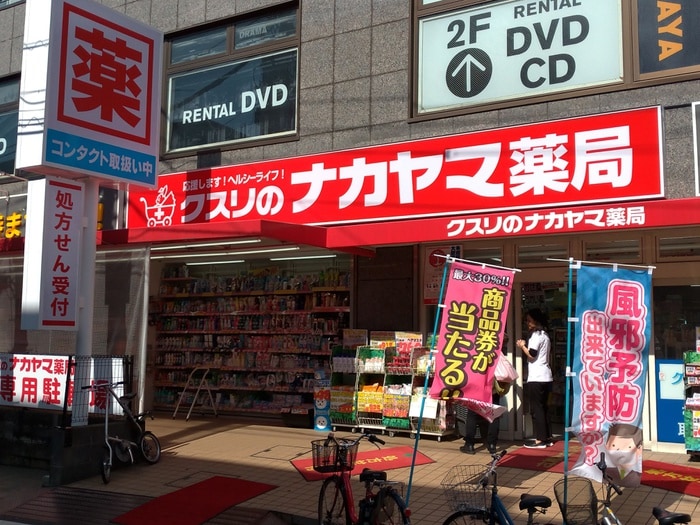 薬
コンタクト取扱い中
処方せん受付
DRAMA
RENTAL DVD
2F
RENTAL
DVD
CD
AYA
応援します！ヘルシーライフ！
クスリのナカヤマ薬局
クスリのナカヤマ薬局
最大30%!!
商品券が
当たる!!
風邪予防
出来ていますか？
のナカヤマ薬局
専用駐 場